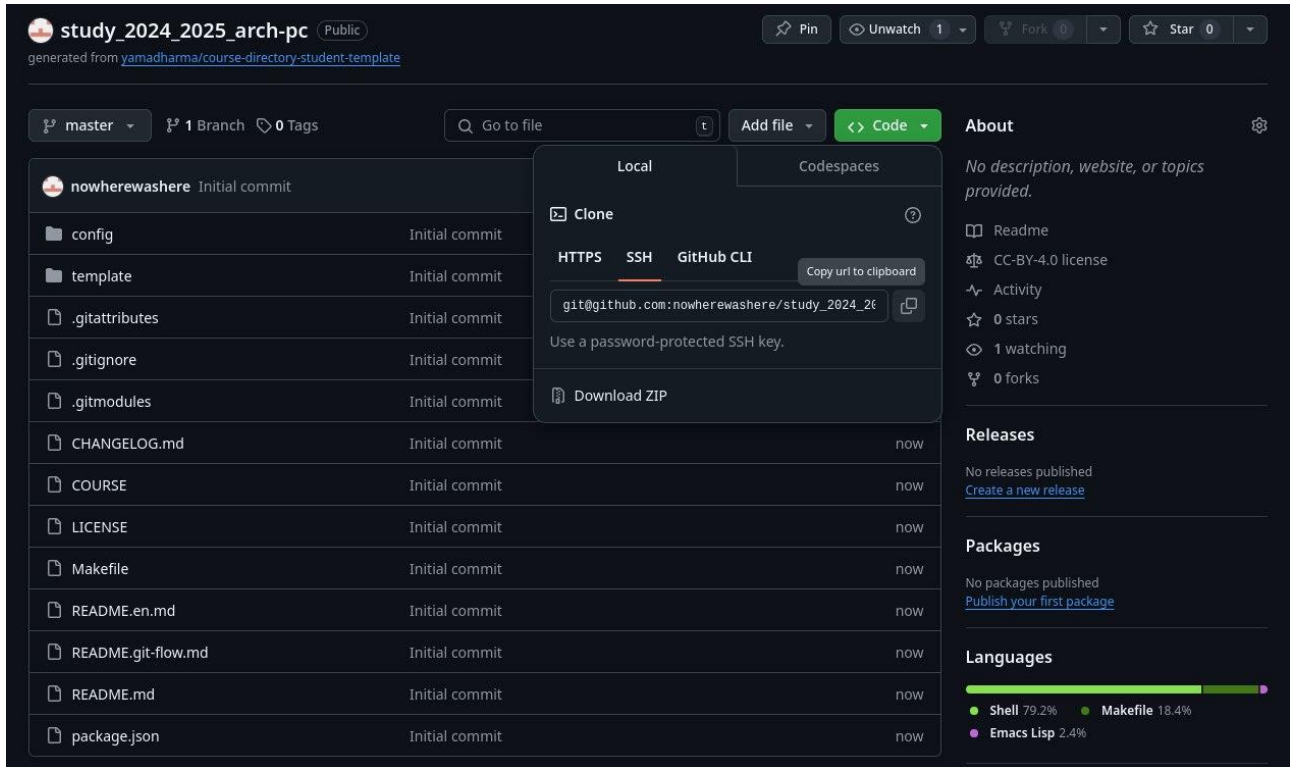 study_2024_2025_arch-pc Public
Pin Unwatch 1 Fork 0 Star 0
generated from yamadharma/course-directory-student-template
master 1 Branch 0 Tags Go to file t Add file <> Code
nowherewashere Initial commit
config Initial commit
template Initial commit
.gitattributes Initial commit
.gitignore Initial commit
.gitmodules Initial commit
CHANGELOG.md Initial commit now
COURSE Initial commit now
LICENSE Initial commit now
Makefile Initial commit now
README.en.md Initial commit now
README.git-flow.md Initial commit now
README.md Initial commit now
package.json Initial commit now
Local Codespaces
Clone
HTTPS SSH GitHub CLI
Copy url to clipboard
git@github.com:nowherewashere/study_2024_20
Use a password-protected SSH key.
Download ZIP
About
No description, website, or topics
provided.
Readme
CC-BY-4.0 license
Activity
0 stars
1 watching
0 forks
Releases
No releases published
Create a new release
Packages
No packages published
Publish your first package
Languages
Shell 79.2% Makefile 18.4%
Emacs Lisp 2.4%